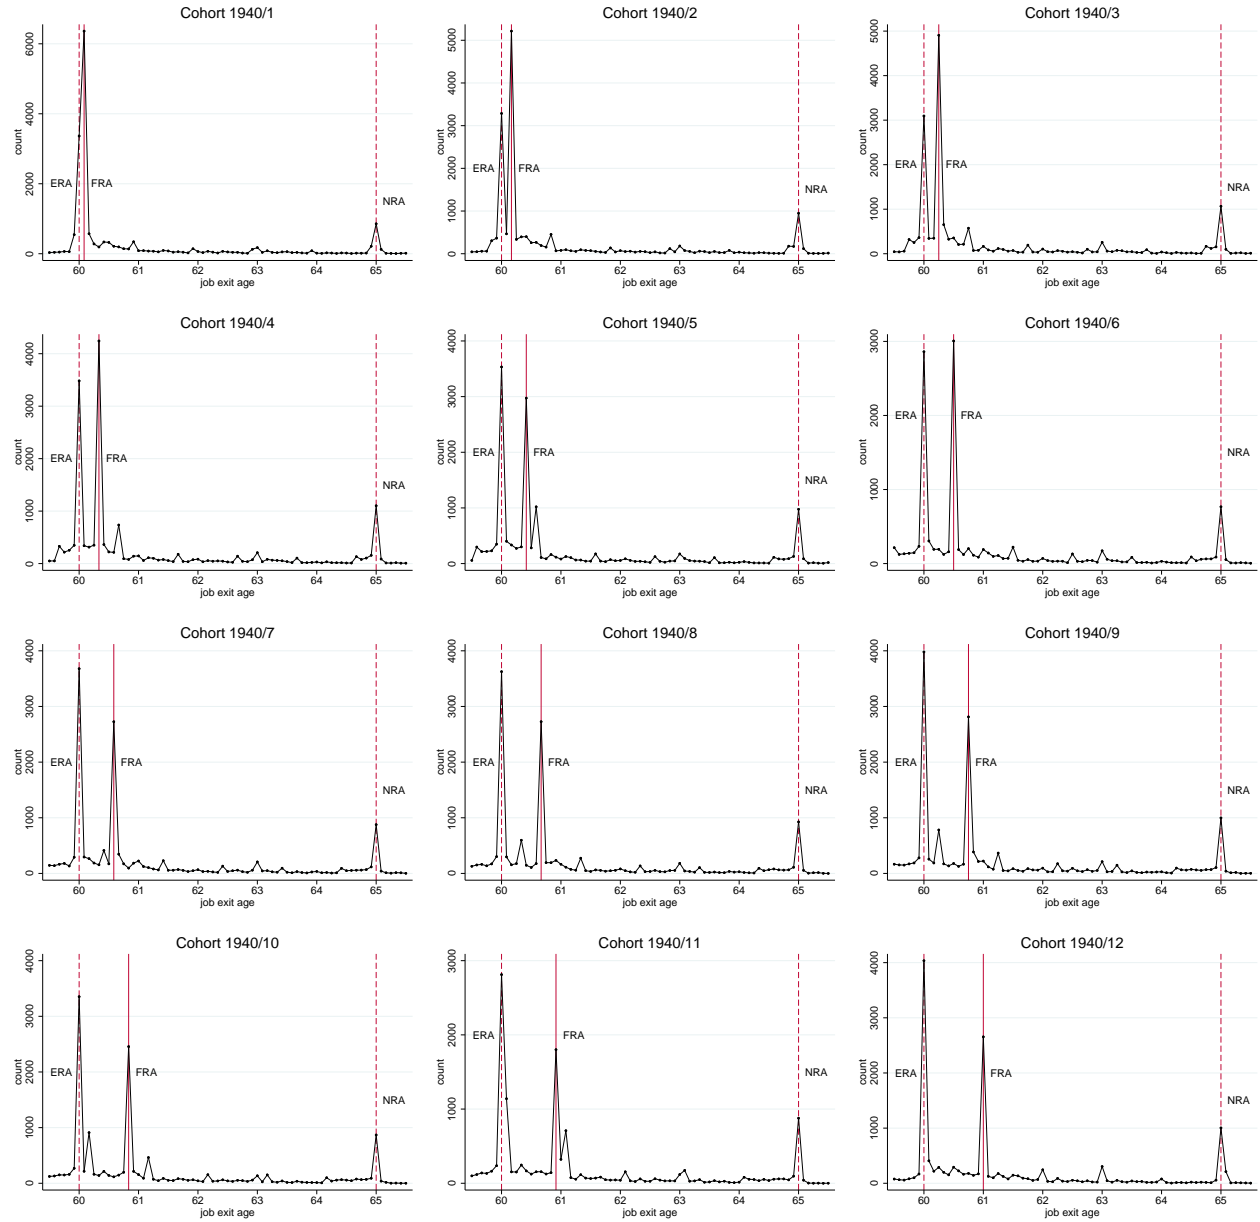 Cohort 1940/1
6000
4000
2000
0
count
ERA
FRA
NRA
60 61 62 63 64 65
job exit age
Cohort 1940/2
5000
4000
3000
2000
1000
0
count
ERA
FRA
NRA
60 61 62 63 64 65
job exit age
Cohort 1940/3
5000
4000
3000
2000
1000
0
count
ERA
FRA
NRA
60 61 62 63 64 65
job exit age
Cohort 1940/4
4000
3000
2000
1000
0
count
ERA
FRA
NRA
60 61 62 63 64 65
job exit age
Cohort 1940/5
4000
3000
2000
1000
0
count
ERA
FRA
NRA
60 61 62 63 64 65
job exit age
Cohort 1940/6
3000
2000
1000
0
count
ERA
FRA
NRA
60 61 62 63 64 65
job exit age
Cohort 1940/7
4000
3000
2000
1000
0
count
ERA
FRA
NRA
60 61 62 63 64 65
job exit age
Cohort 1940/8
4000
3000
2000
1000
0
count
ERA
FRA
NRA
60 61 62 63 64 65
job exit age
Cohort 1940/9
4000
3000
2000
1000
0
count
ERA
FRA
NRA
60 61 62 63 64 65
job exit age
Cohort 1940/10
4000
3000
2000
1000
0
count
ERA
FRA
NRA
60 61 62 63 64 65
job exit age
Cohort 1940/11
3000
2000
1000
0
count
ERA
FRA
NRA
60 61 62 63 64 65
job exit age
Cohort 1940/12
4000
3000
2000
1000
0
count
ERA
FRA
NRA
60 61 62 63 64 65
job exit age